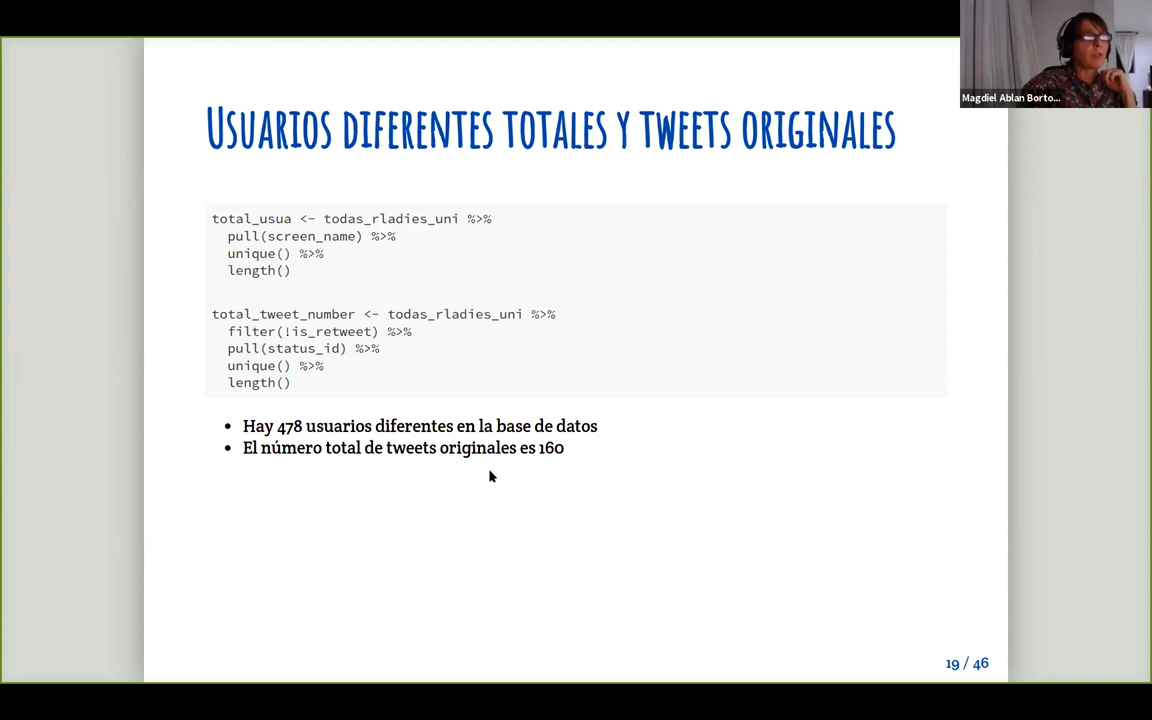 Magdiel Ablan Borto...
Usuarios diferentes totales y tweets originales
total_usua <- todas_rladies_uni %>%
pull(screen_name) %>%
unique() %>%
length()
total_tweet_number <- todas_rladies_uni %>%
filter(!is_retweet) %>%
pull(status_id) %>%
unique() %>%
length()
• Hay 478 usuarios diferentes en la base de datos
• El número total de tweets originales es 160
19 / 46